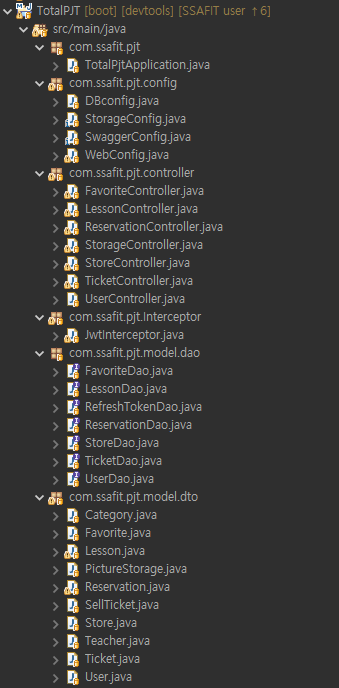 TotalPJT [boot] [devtools] [SSAFIT user ↑6]
src/main/java
com.ssafit.pjt
TotalPjtApplication.java
com.ssafit.pjt.config
DBconfig.java
StorageConfig.java
SwaggerConfig.java
WebConfig.java
com.ssafit.pjt.controller
FavoriteController.java
LessonController.java
ReservationController.java
StorageController.java
StoreController.java
TicketController.java
UserController.java
com.ssafit.pjt.Interceptor
JwtInterceptor.java
com.ssafit.pjt.model.dao
FavoriteDao.java
LessonDao.java
RefreshTokenDao.java
ReservationDao.java
StoreDao.java
TicketDao.java
UserDao.java
com.ssafit.pjt.model.dto
Category.java
Favorite.java
Lesson.java
PictureStorage.java
Reservation.java
SellTicket.java
Store.java
Teacher.java
Ticket.java
User.java